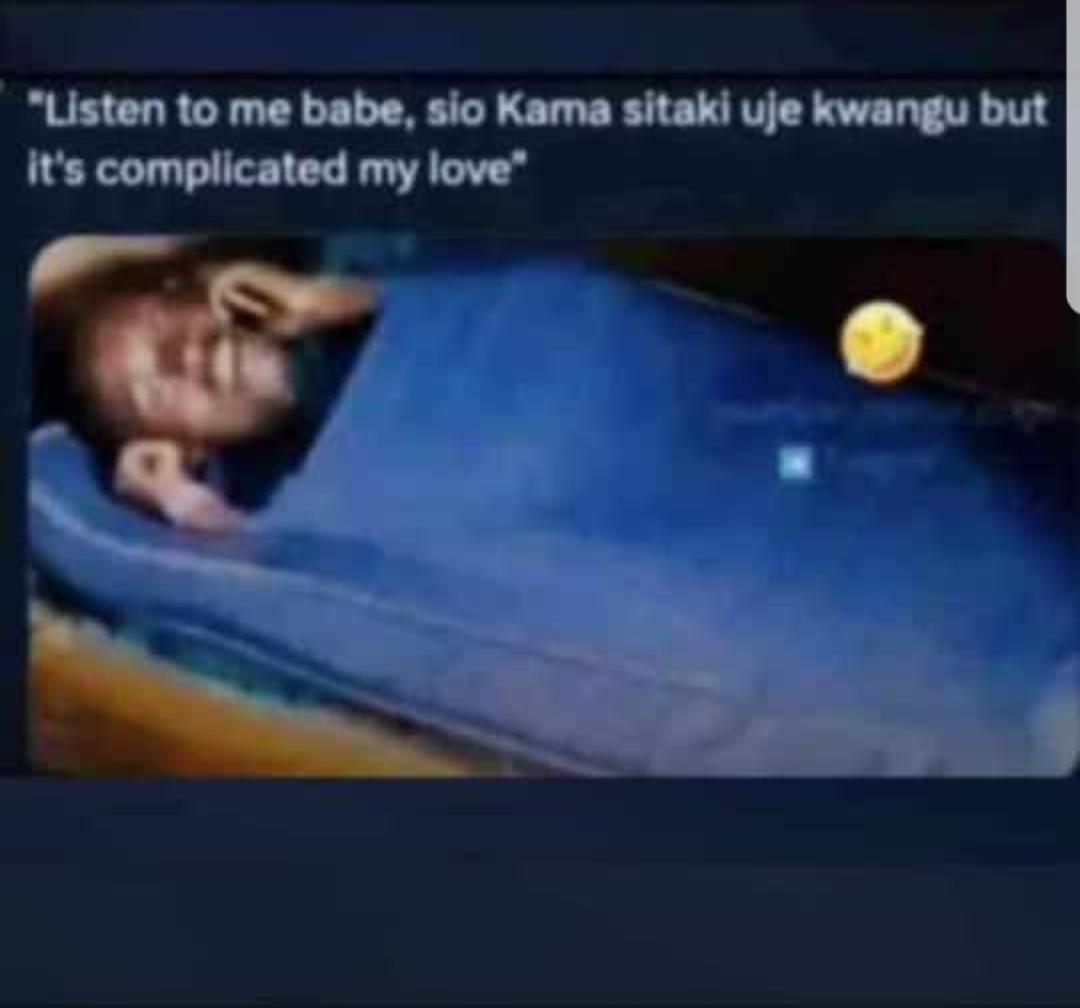 "Listen to me babe, sio Kama sitaki uje kwangu but
it's complicated my love"